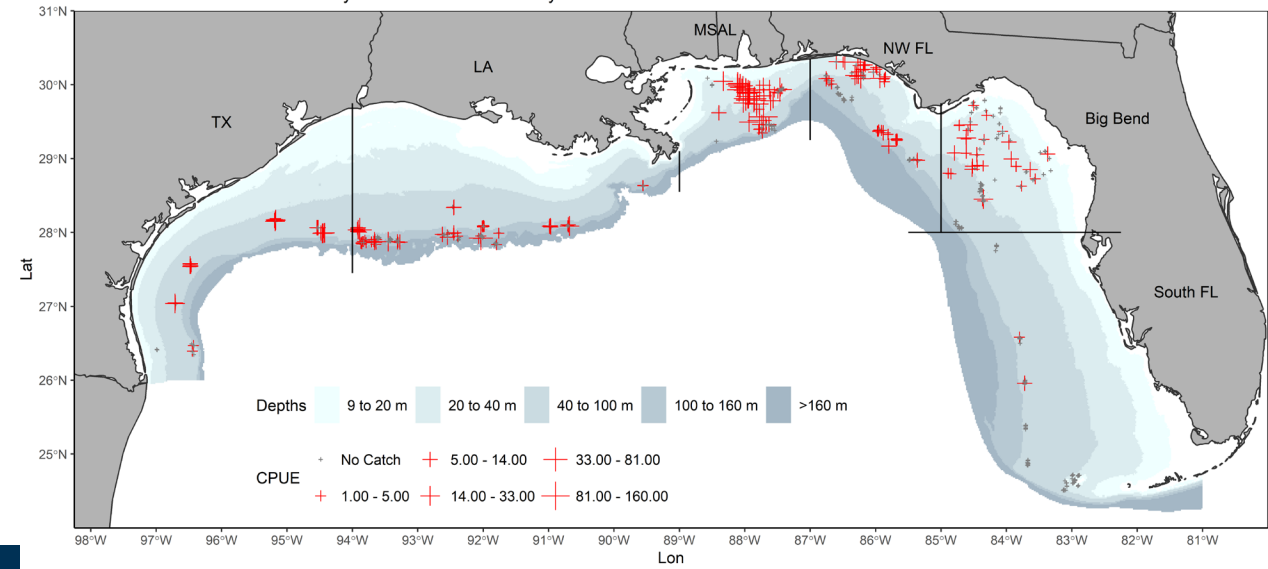 31°N
30°N
29°N
28°N
27°N
26°N
25°N
Lat
MSAL
NW FL
LA
TX
Big Bend
South FL
Depths 9 to 20 m 20 to 40 m 40 to 100 m 100 to 160 m >160 m
CPUE
No Catch 5.00 - 14.00 33.00 - 81.00
1.00 - 5.00 14.00 - 33.00 81.00 - 160.00
98°W 97°W 96°W 95°W 94°W 93°W 92°W 91°W 90°W 89°W 88°W 87°W 86°W 85°W 84°W 83°W 82°W 81°W
Lon